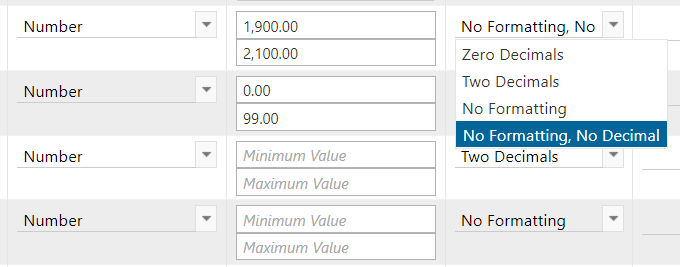 Number
1,900.00
No Formatting, No
2,100.00
Zero Decimals
Two Decimals
No Formatting
No Formatting, No Decimal
Number
0.00
99.00
Number
Minimum Value
Two Decimals
Maximum Value
Number
Minimum Value
No Formatting
Maximum Value